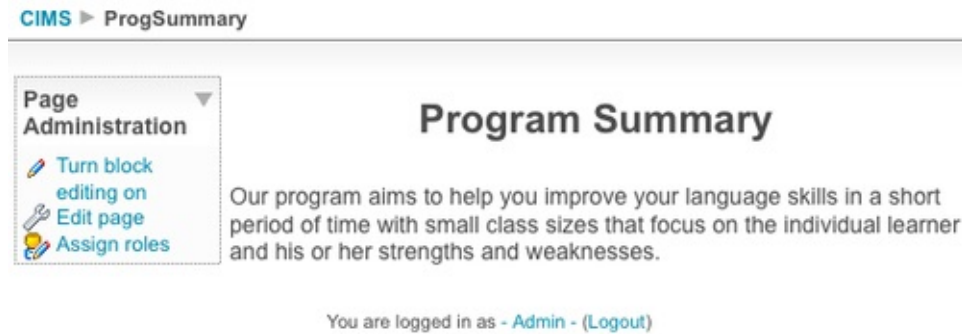 CIMS ► ProgSummary
Page
Administration
Turn block
editing on
Edit page
Assign roles
Program Summary
Our program aims to help you improve your language skills in a short
period of time with small class sizes that focus on the individual learner
and his or her strengths and weaknesses.
You are logged in as - Admin - (Logout)